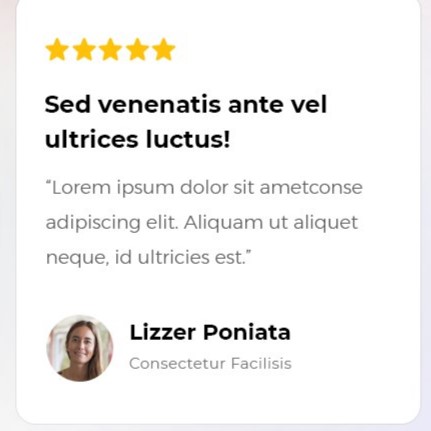 Sed venenatis ante vel
ultrices luctus!
“Lorem ipsum dolor sit ametconse
adipiscing elit. Aliquam ut aliquet
neque, id ultricies est.”
Lizzer Poniata
Consectetur Facilisis